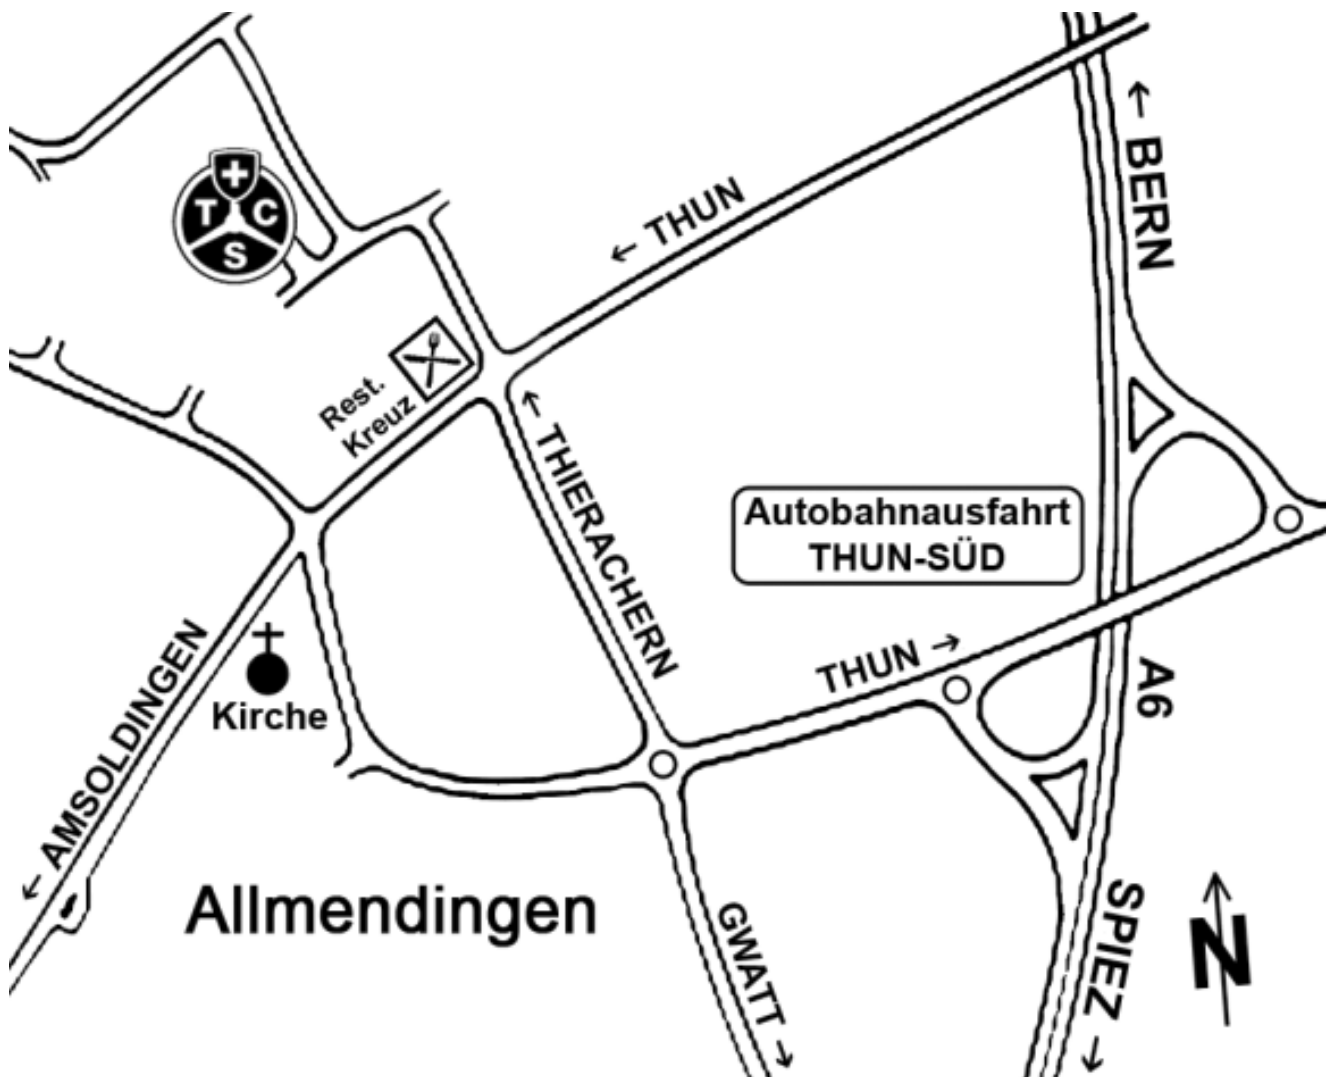 ← BERN
← THUN
T C
S
Rest.
Kreuz
← THIERACHERN
Autobahnausfahrt
THUN-SÜD
THUN →
A6
← AMSOLDINGEN
Kirche
Allmendingen
GWATT →
SPIEZ →
N